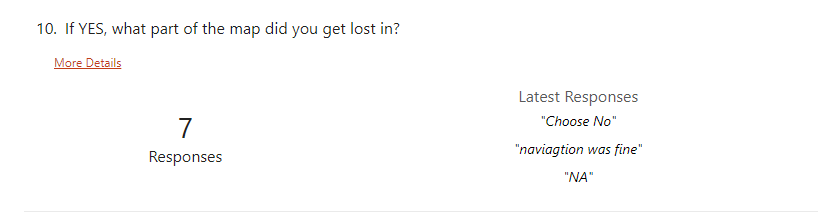 10. If YES, what part of the map did you get lost in?
More Details
7
Responses
Latest Responses
"Choose No"
"naviagtion was fine"
"NA"